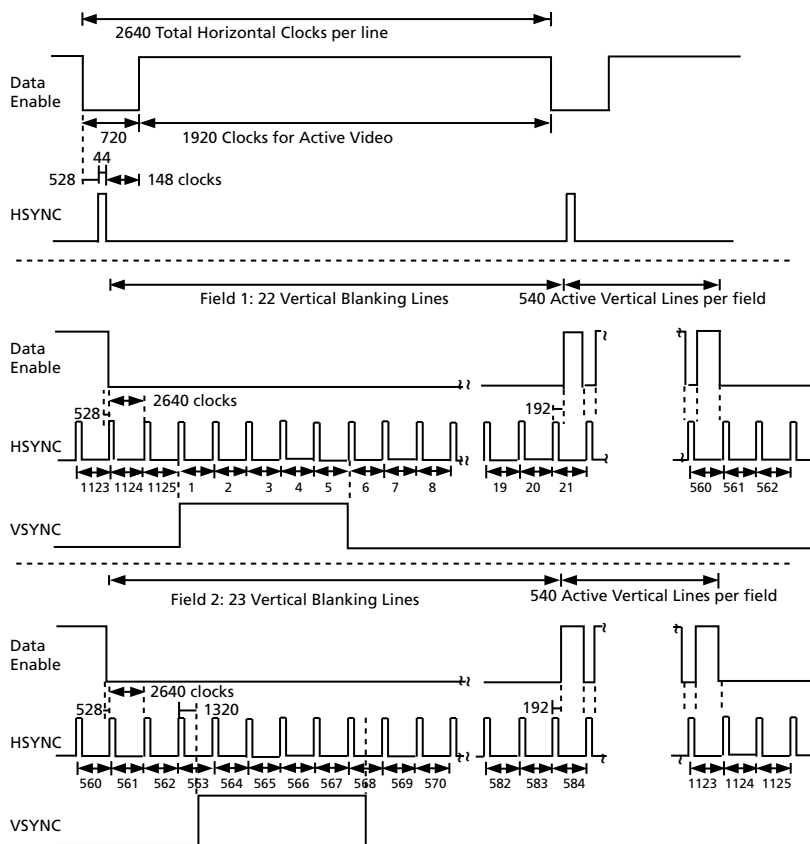 2640 Total Horizontal Clocks per line
Data
Enable
720
1920 Clocks for Active Video
44
528
148 clocks
HSYNC
Field 1: 22 Vertical Blanking Lines
540 Active Vertical Lines per field
Data
Enable
2640 clocks
528
192
HSYNC
1123 1124 1125 1 2 3 4 5 6 7 8 19 20 21 560 561 562
VSYNC
Field 2: 23 Vertical Blanking Lines
540 Active Vertical Lines per field
Data
Enable
2640 clocks
528
1320
192
HSYNC
560 561 562 553 564 565 566 567 568 569 570 582 583 584 1123 1124 1125
VSYNC